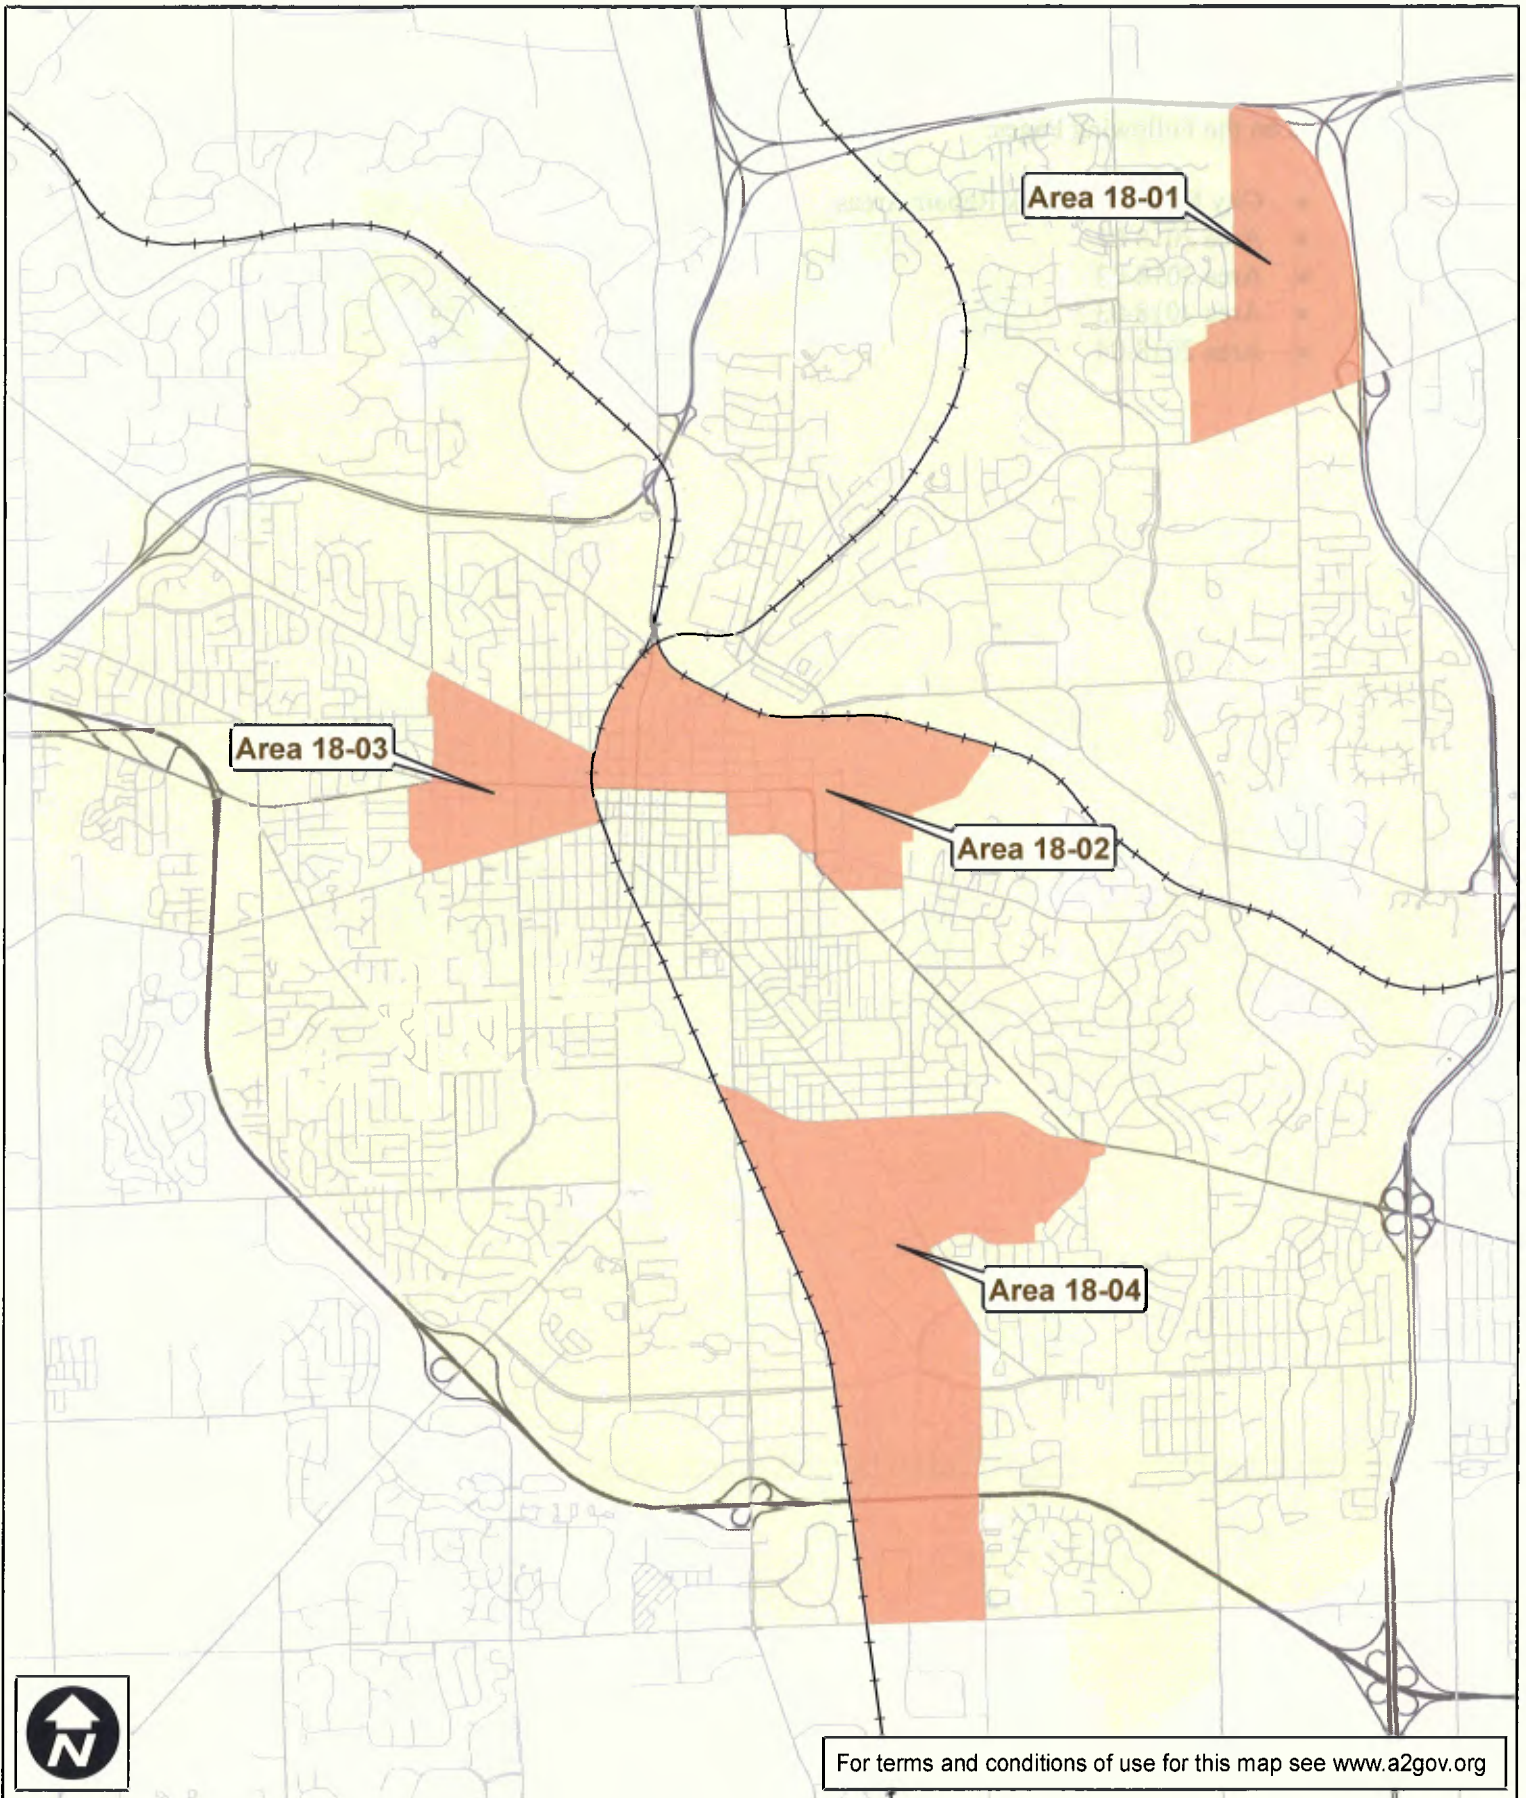 Area 18-01
Area 18-03
Area 18-02
Area 18-04
N
For terms and conditions of use for this map see www.a2gov.org